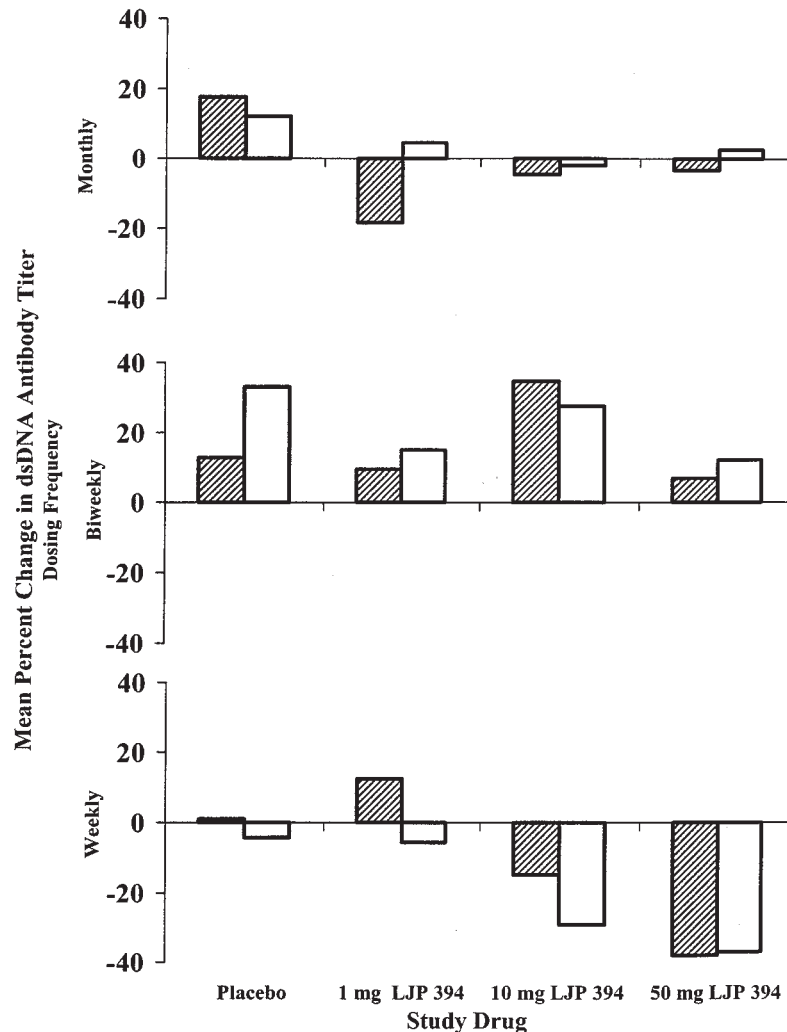 Mean Percent Change in dsDNA Antibody Titer
Dosing Frequency
Monthly
40
20
0
-20
-40
Biweekly
40
20
0
-20
-40
Weekly
40
20
0
-20
-40
Placebo 1 mg LJP 394 10 mg LJP 394 50 mg LJP 394
Study Drug